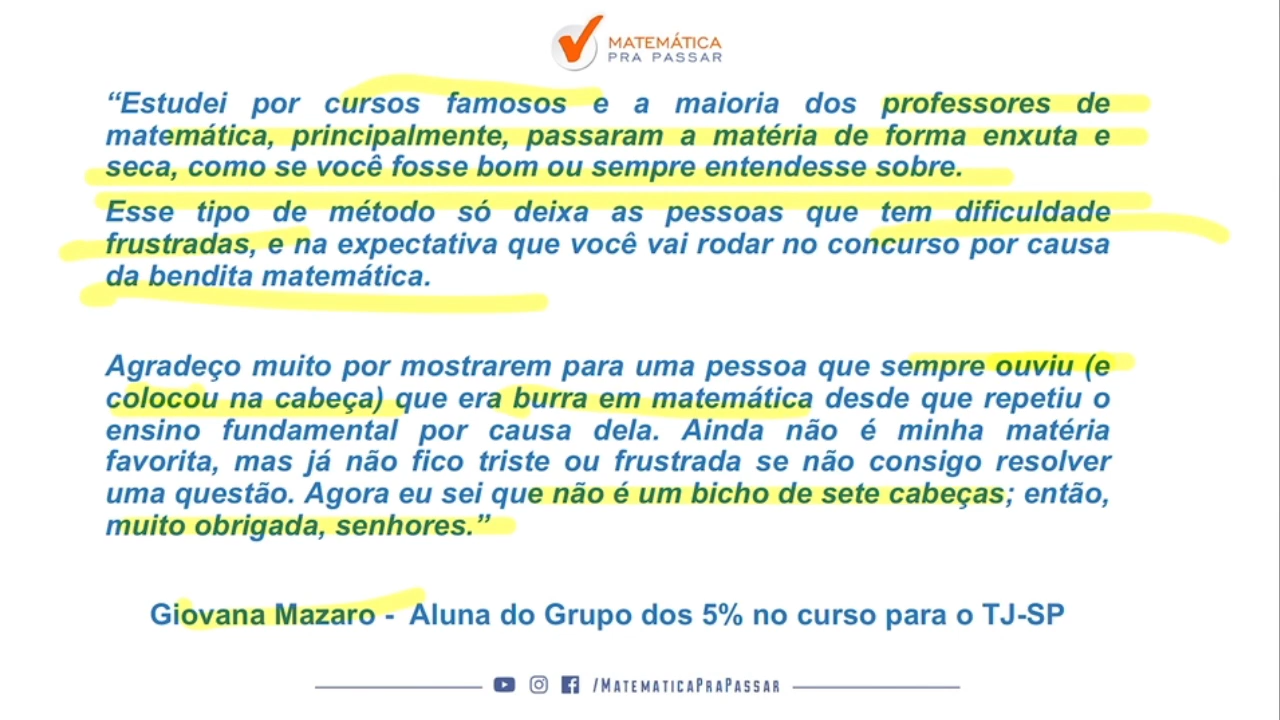 MATEMÁTICA
PRA PASSAR
“Estudei por cursos famosos e a maioria dos professores de
matemática, principalmente, passaram a matéria de forma enxuta e
seca, como se você fosse bom ou sempre entendesse sobre.
Esse tipo de método só deixa as pessoas que tem dificuldade
frustradas, e na expectativa que você vai rodar no concurso por causa
da bendita matemática.
Agradeço muito por mostrarem para uma pessoa que sempre ouviu (e
colocou na cabeça) que era burra em matemática desde que repetiu o
ensino fundamental por causa dela. Ainda não é minha matéria
favorita, mas já não fico triste ou frustrada se não consigo resolver
uma questão. Agora eu sei que não é um bicho de sete cabeças; então,
muito obrigada, senhores.”
Giovana Mazaro - Aluna do Grupo dos 5% no curso para o TJ-SP
/MATEMATICAPRAPASSAR